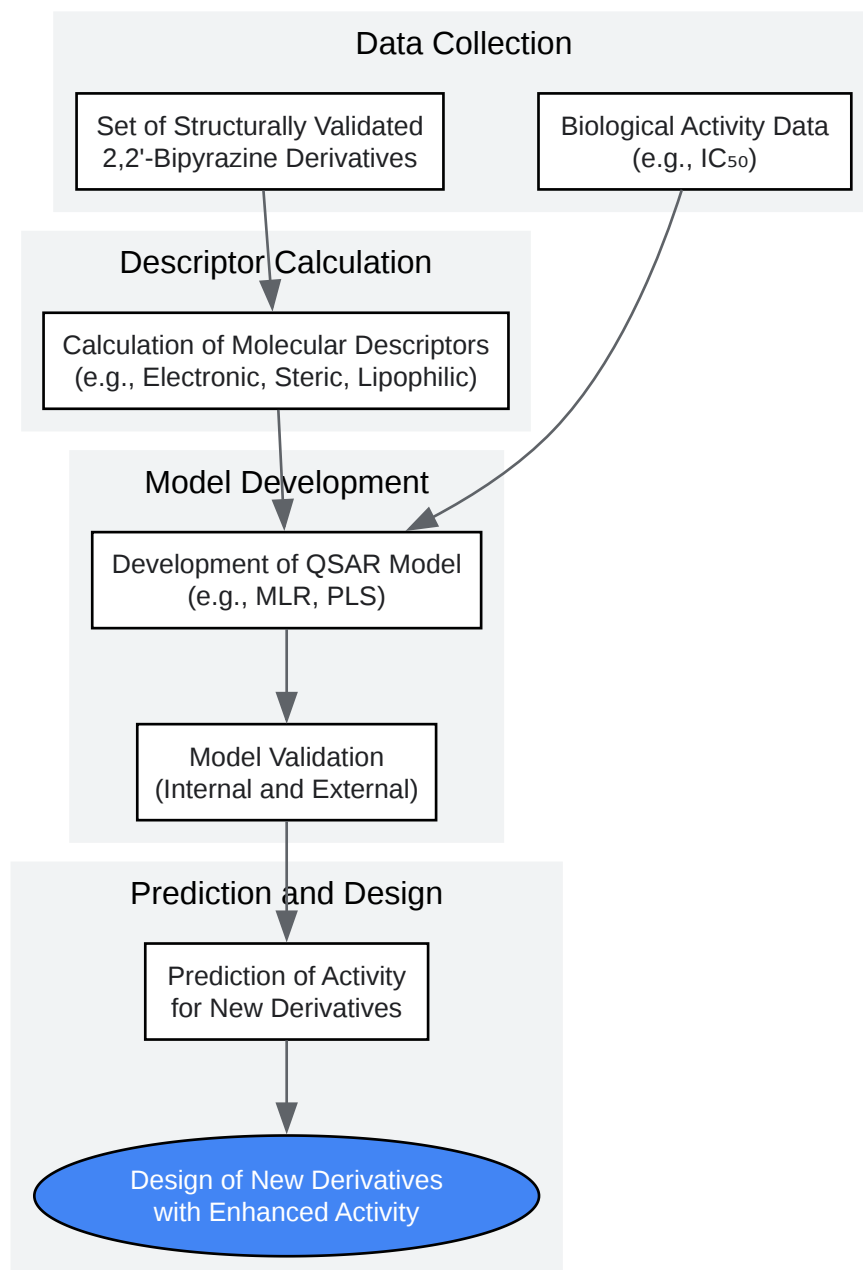 Data Collection
Set of Structurally Validated
2,2'-Bipyrazine Derivatives
Biological Activity Data
(e.g., IC₅₀)
Descriptor Calculation
Calculation of Molecular Descriptors
(e.g., Electronic, Steric, Lipophilic)
Model Development
Development of QSAR Model
(e.g., MLR, PLS)
Model Validation
(Internal and External)
Prediction and Design
Prediction of Activity
for New Derivatives
Design of New Derivatives
with Enhanced Activity